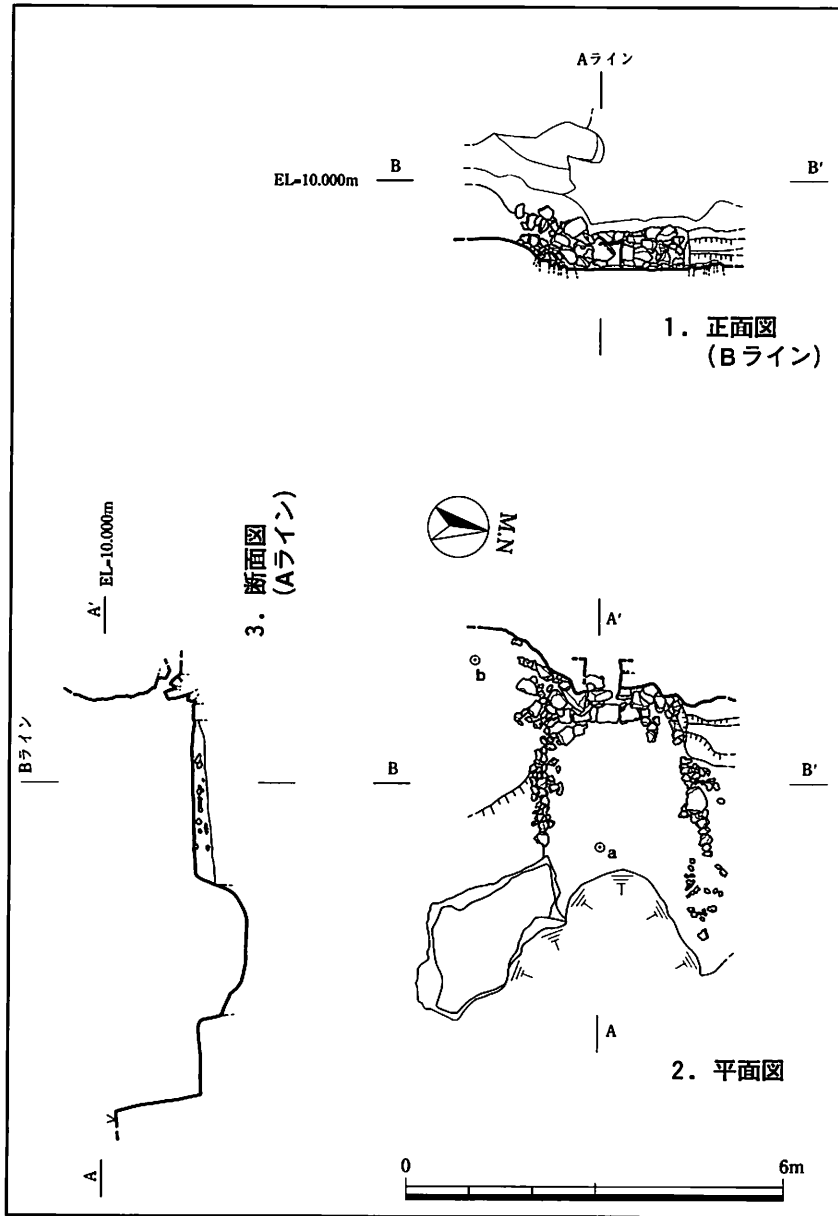 Aライン
EL=10.000m
B
B'
1. 正面図
(Bライン)
A'
EL=10.000m
3. 断面図
(Aライン)
M.N
Bライン
A'
b
B
B'
a
T
A
A
2. 平面図
0
6m